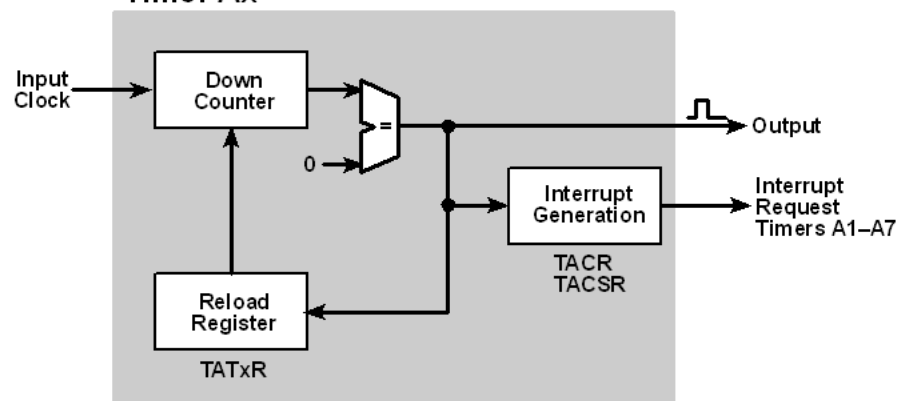 Input
Clock
Down
Counter
=
0
Output
Interrupt
Generation
Interrupt
Request
Timers A1–A7
TACR
TACSR
Reload
Register
TATxR